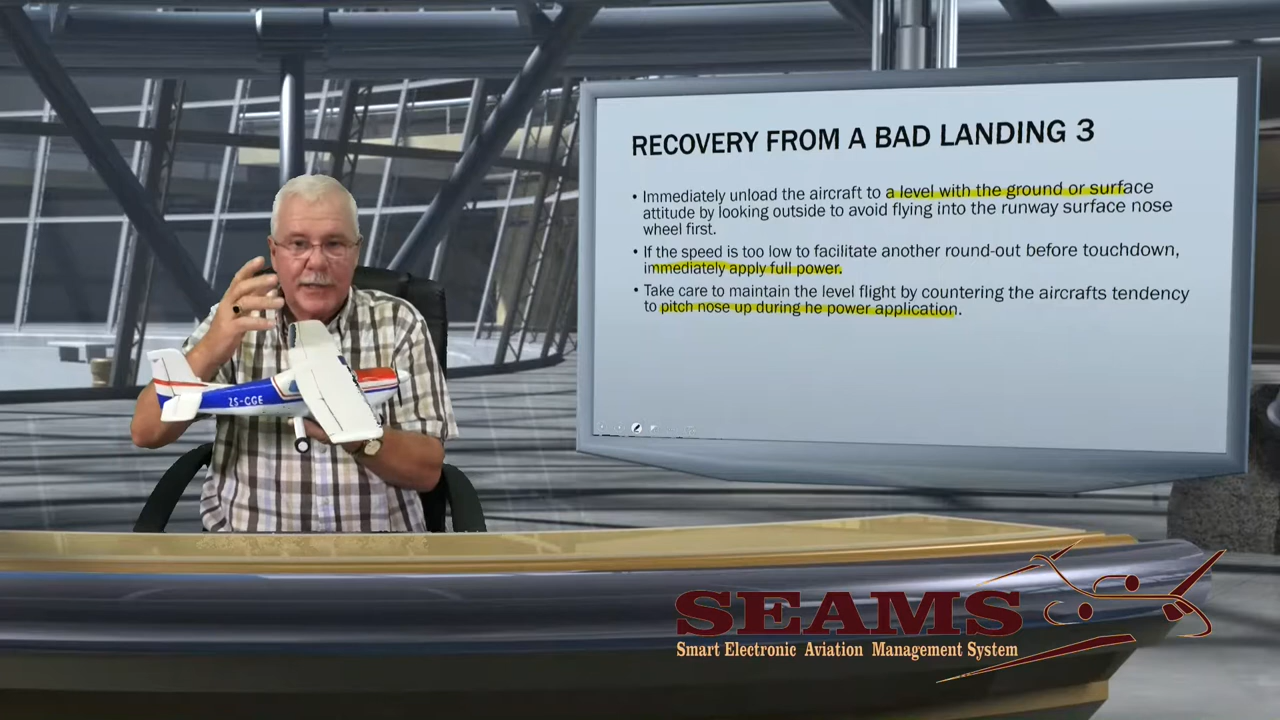 RECOVERY FROM A BAD LANDING 3
• Immediately unload the aircraft to a level with the ground or surface
attitude by looking outside to avoid flying into the runway surface nose
wheel first.
• If the speed is too low to facilitate another round-out before touchdown,
immediately apply full power.
• Take care to maintain the level flight by countering the aircrafts tendency
to pitch nose up during he power application.
ZS-CGE
SEAMS
Smart Electronic Aviation Management System